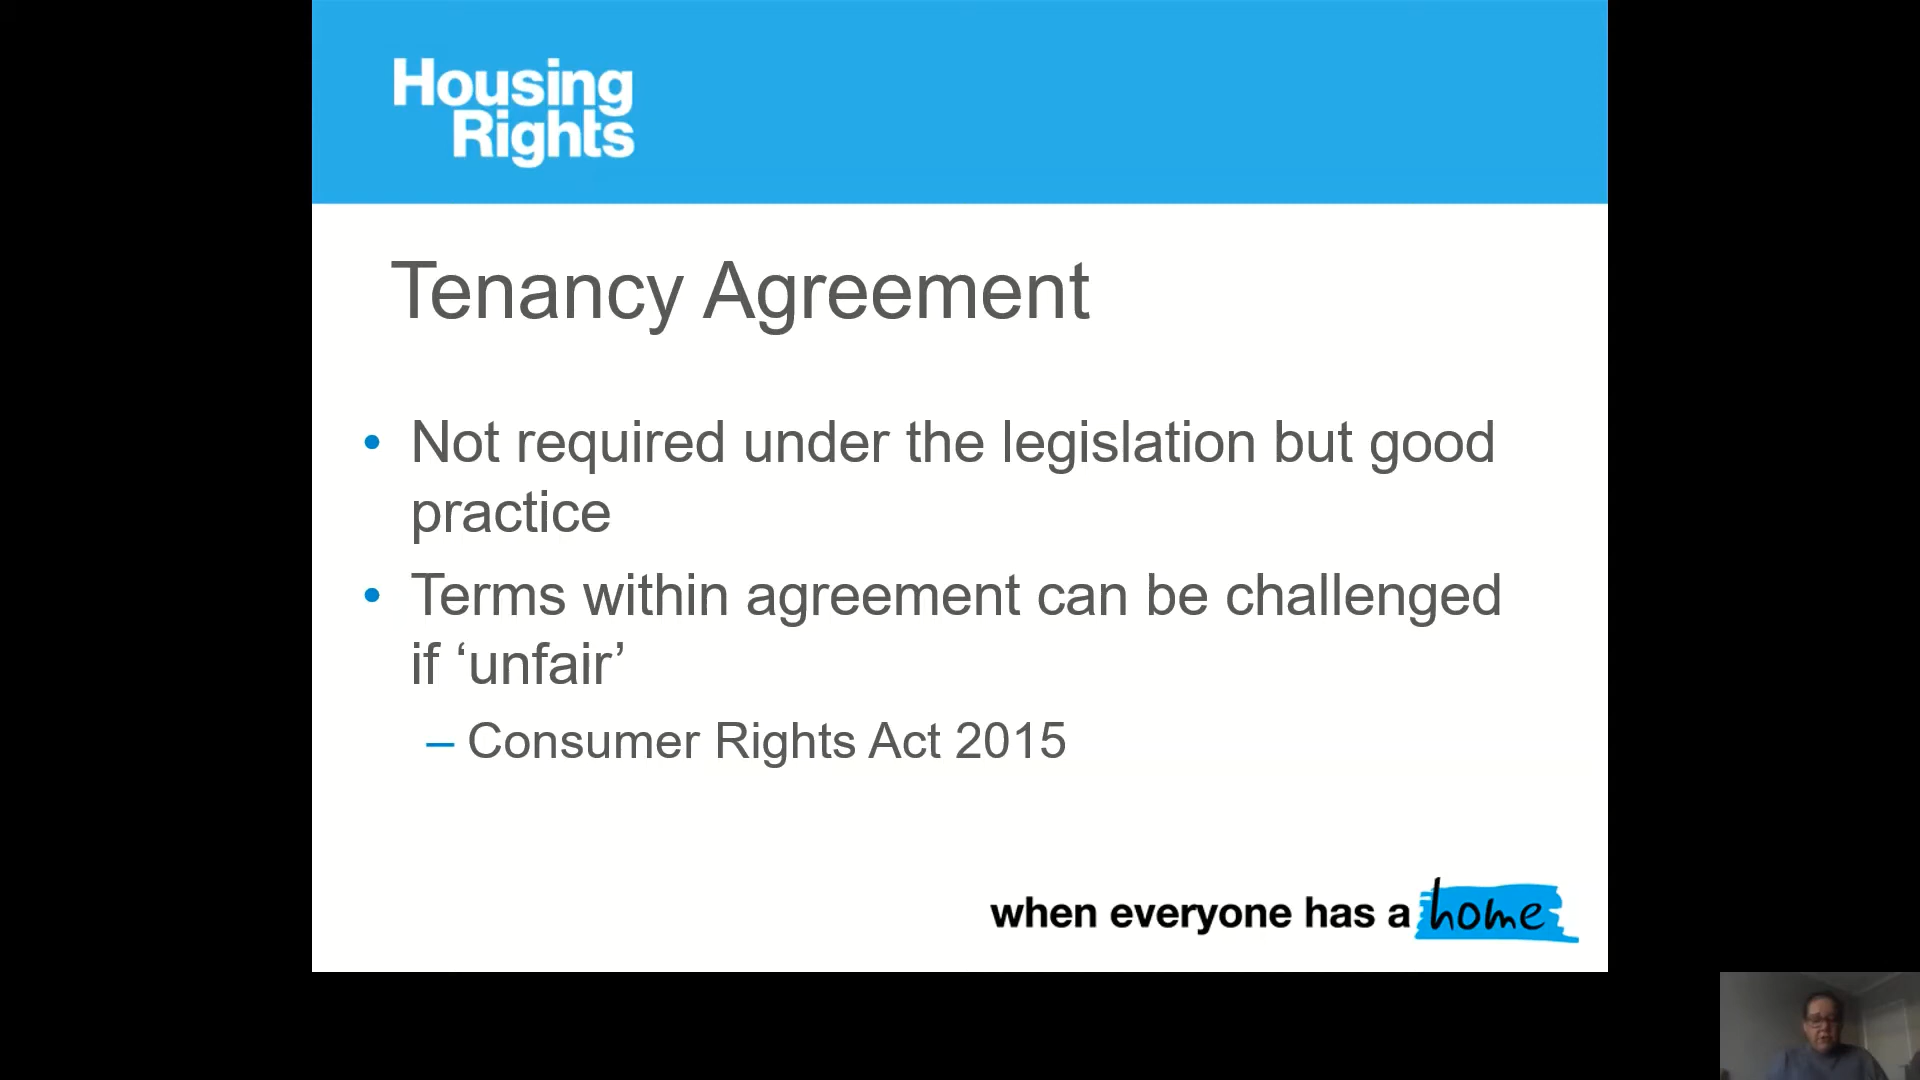 Housing
Rights
Tenancy Agreement
• Not required under the legislation but good
practice
• Terms within agreement can be challenged
if ‘unfair’
– Consumer Rights Act 2015
when everyone has a home